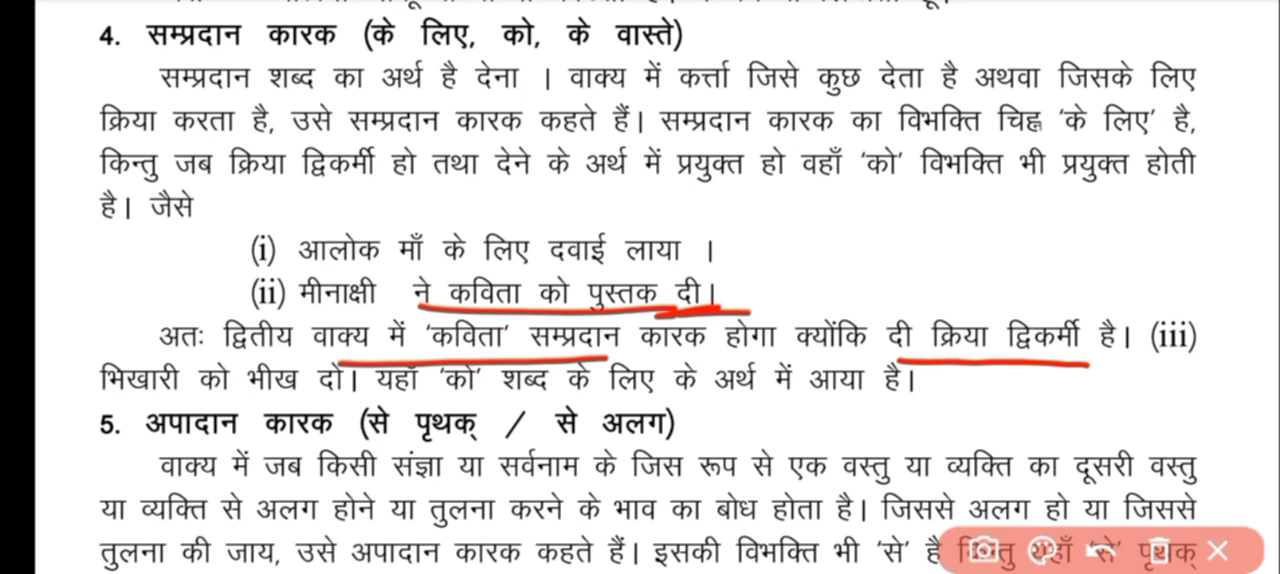 4. सम्प्रदान कारक (के लिए, को, के वास्ते)
सम्प्रदान शब्द का अर्थ है देना । वाक्य में कर्त्ता जिसे कुछ देता है अथवा जिसके लिए
क्रिया करता है, उसे सम्प्रदान कारक कहते हैं। सम्प्रदान कारक का विभक्ति चिह्न 'के लिए' है,
किन्तु जब क्रिया द्विकर्मी हो तथा देने के अर्थ में प्रयुक्त हो वहाँ 'को' विभक्ति भी प्रयुक्त होती
है। जैसे
(i) आलोक माँ के लिए दवाई लाया ।
(ii) मीनाक्षी ने कविता को पुस्तक दी।
अतः द्वितीय वाक्य में 'कविता' सम्प्रदान कारक होगा क्योंकि दी क्रिया द्विकर्मी है। (iii)
भिखारी को भीख दो। यहाँ 'को' शब्द के लिए के अर्थ में आया है।
5. अपादान कारक (से पृथक् / से अलग)
वाक्य में जब किसी संज्ञा या सर्वनाम के जिस रूप से एक वस्तु या व्यक्ति का दूसरी वस्तु
या व्यक्ति से अलग होने या तुलना करने के भाव का बोध होता है। जिससे अलग हो या जिससे
तुलना की जाय, उसे अपादान कारक कहते हैं। इसकी विभक्ति भी 'से' है किन्तु यहाँ 'से' पृथक्